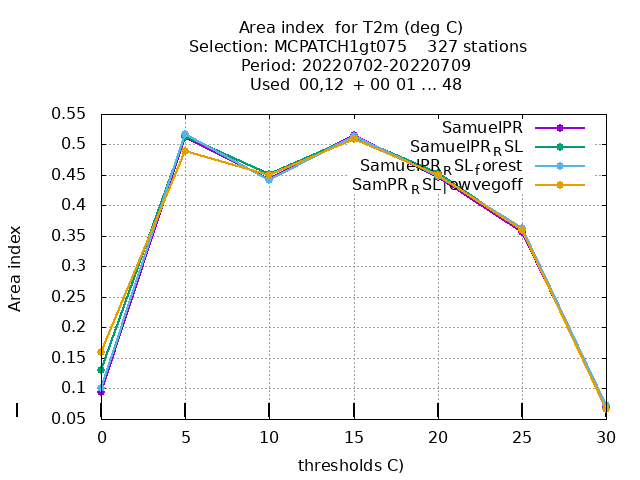 Area index  for T2m (deg C)
Selection: MCPATCH1gt075    327 stations
Period: 20220702-20220709
Used  00,12  + 00 01 ... 48
SamuelPR
SamuelPR_RSL
SamuelPR_RSL_forest
SamPR_RSL_lowvegoff
0.55
0.5
0.45
0.4
0.35
0.3
0.25
0.2
0.15
0.1
0.05
Area index
0 5 10 15 20 25 30
thresholds C)